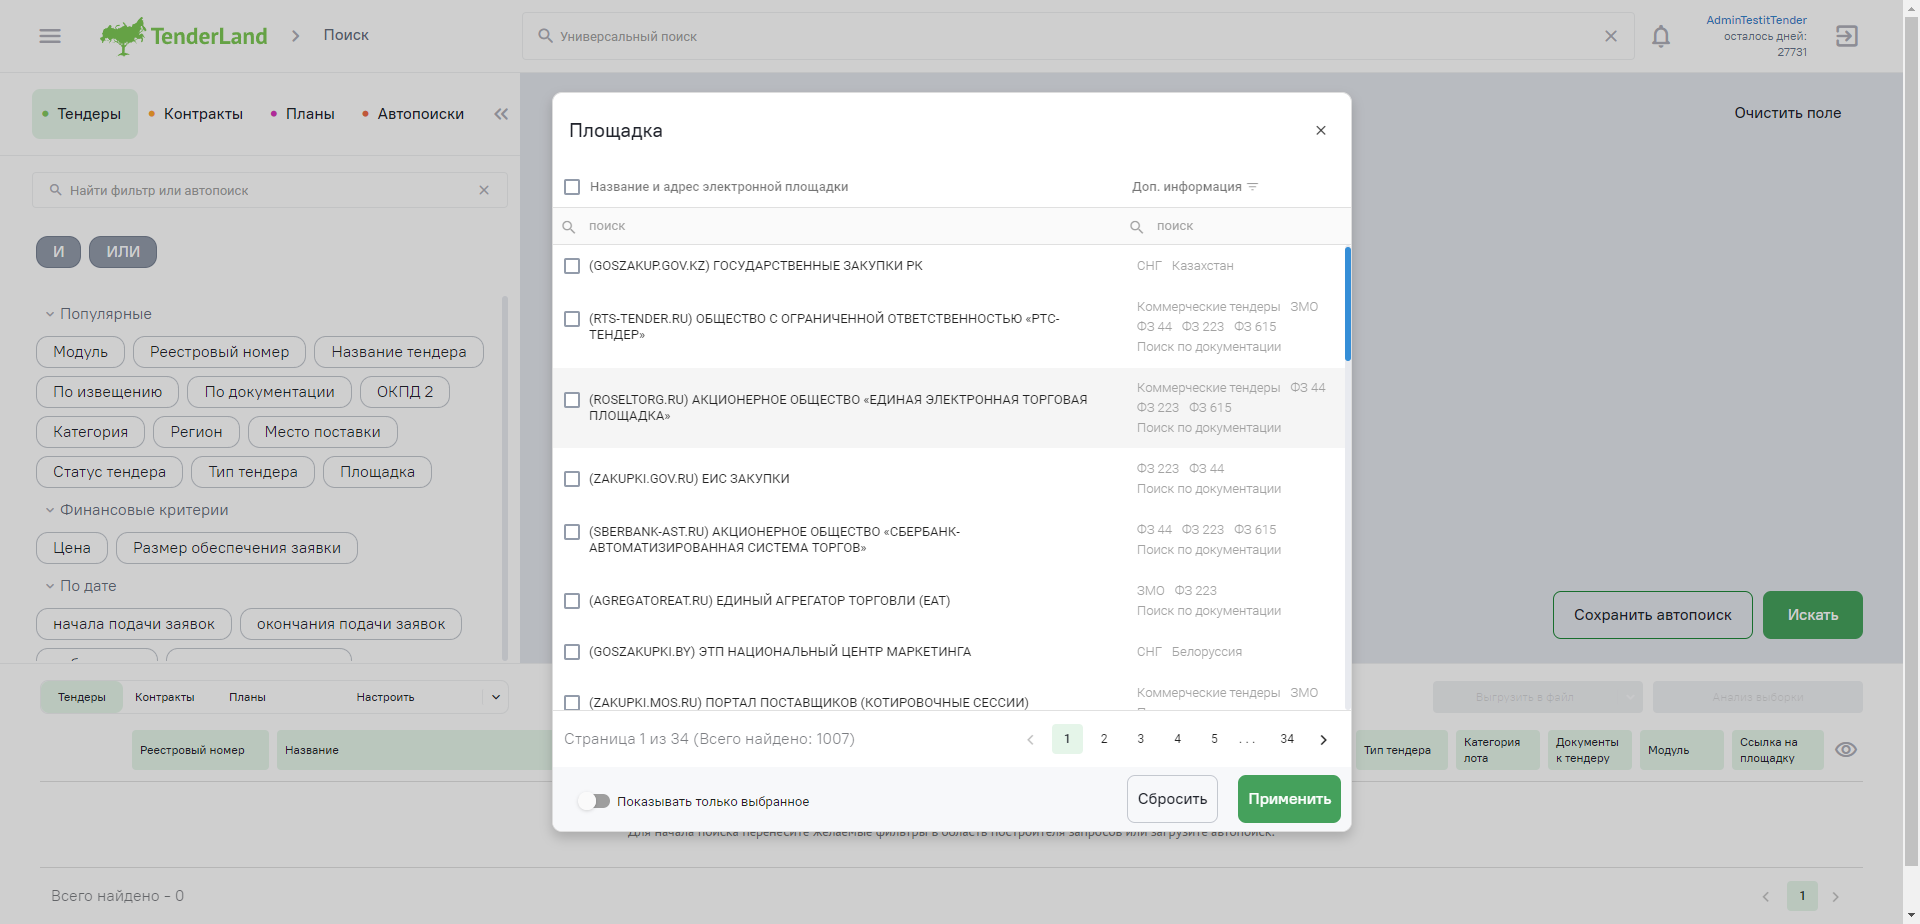 TenderLand
Поиск
Универсальный поиск
AdminTestitTender
осталось дней:
27731
Тендеры
Контракты
Планы
Автопоиски
Очистить поле
Найти фильтр или автопоиск
И
ИЛИ
Популярные
Модуль
Реестровый номер
Название тендера
По извещению
По документации
ОКПД 2
Категория
Регион
Место поставки
Статус тендера
Тип тендера
Площадка
Финансовые критерии
Цена
Размер обеспечения заявки
По дате
начала подачи заявок
окончания подачи заявок
Сохранить автопоиск
Искать
Площадка
Название и адрес электронной площадки
Доп. информация
поиск
поиск
(GOSZAKUP.GOV.KZ) ГОСУДАРСТВЕННЫЕ ЗАКУПКИ РК
СНГ Казахстан
(RTS-TENDER.RU) ОБЩЕСТВО С ОГРАНИЧЕННОЙ ОТВЕТСТВЕННОСТЬЮ «РТС-
ТЕНДЕР»
Коммерческие тендеры ЗМО
ФЗ 44 ФЗ 223 ФЗ 615
Поиск по документации
(ROSELTORG.RU) АКЦИОНЕРНОЕ ОБЩЕСТВО «ЕДИНАЯ ЭЛЕКТРОННАЯ ТОРГОВАЯ
ПЛОЩАДКА»
Коммерческие тендеры ФЗ 44
ФЗ 223 ФЗ 615
Поиск по документации
(ZAKUPKI.GOV.RU) ЕИС ЗАКУПКИ
ФЗ 223 ФЗ 44
Поиск по документации
(SBERBANK-AST.RU) АКЦИОНЕРНОЕ ОБЩЕСТВО «СБЕРБАНК-
АВТОМАТИЗИРОВАННАЯ СИСТЕМА ТОРГОВ»
ФЗ 44 ФЗ 223 ФЗ 615
Поиск по документации
(AGREGATOREAT.RU) ЕДИНЫЙ АГРЕГАТОР ТОРГОВЛИ (ЕАТ)
ЗМО ФЗ 223
Поиск по документации
(GOSZAKUPKI.BY) ЭТП НАЦИОНАЛЬНЫЙ ЦЕНТР МАРКЕТИНГА
СНГ Белоруссия
(ZAKUPKI.MOS.RU) ПОРТАЛ ПОСТАВЩИКОВ (КОТИРОВОЧНЫЕ СЕССИИ)
Коммерческие тендеры ЗМО
Страница 1 из 34 (Всего найдено: 1007)
1 2 3 4 5 ... 34
Показывать только выбранное
Сбросить
Применить
Тендеры
Контракты
Планы
Настроить
Выгрузить в файл
Анализ выборки
Реестровый номер
Название
Тип тендера
Категория
лота
Документы
к тендеру
Модуль
Ссылка на
площадку
Для начала поиска перенесите желаемые фильтры в область построителя запросов или загрузите автопоиск.
Всего найдено - 0
1